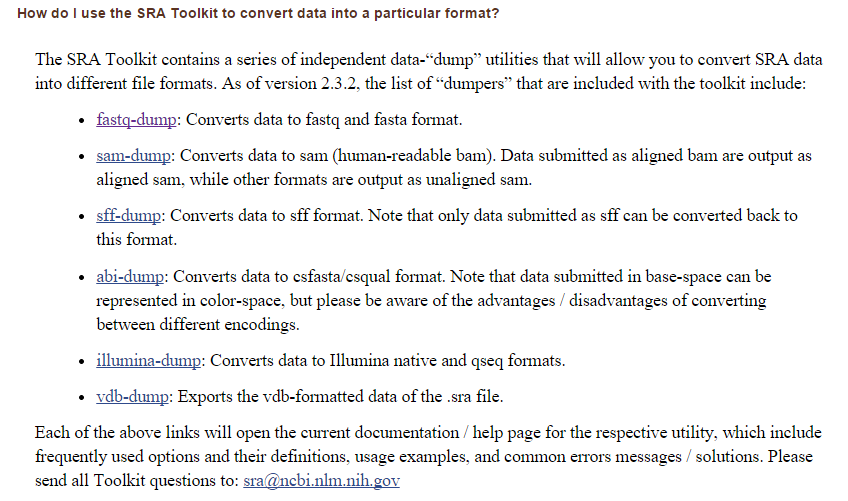 How do I use the SRA Toolkit to convert data into a particular format?
The SRA Toolkit contains a series of independent data-“dump” utilities that will allow you to convert SRA data
into different file formats. As of version 2.3.2, the list of “dumpers” that are included with the toolkit include:
• fastq-dump: Converts data to fastq and fasta format.
• sam-dump: Converts data to sam (human-readable bam). Data submitted as aligned bam are output as
aligned sam, while other formats are output as unaligned sam.
• sff-dump: Converts data to sff format. Note that only data submitted as sff can be converted back to
this format.
• abi-dump: Converts data to csfasta/csqual format. Note that data submitted in base-space can be
represented in color-space, but please be aware of the advantages / disadvantages of converting
between different encodings.
• illumina-dump: Converts data to Illumina native and qseq formats.
• vdb-dump: Exports the vdb-formatted data of the .sra file.
Each of the above links will open the current documentation / help page for the respective utility, which include
frequently used options and their definitions, usage examples, and common errors messages / solutions. Please
send all Toolkit questions to: sra@ncbi.nlm.nih.gov